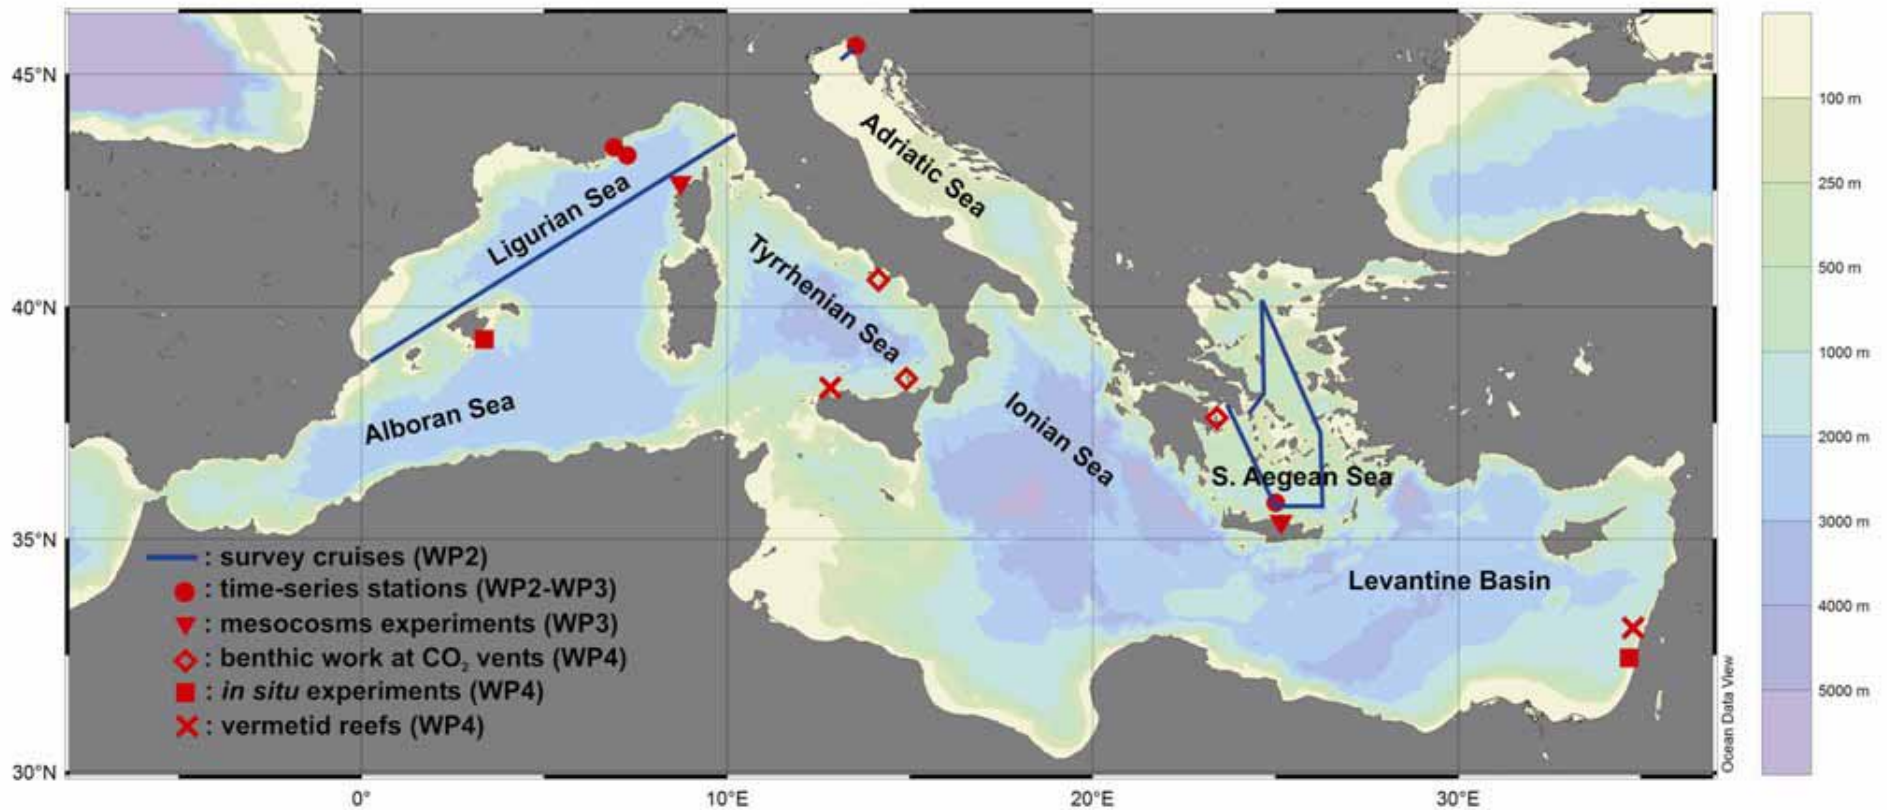 45°N
40°N
35°N
30°N
0°
10°E
20°E
30°E
Adriatic Sea
Ligurian Sea
Tyrrhenian Sea
Alboran Sea
Ionian Sea
S. Aegean Sea
Levantine Basin
: survey cruises (WP2)
: time-series stations (WP2-WP3)
: mesocosms experiments (WP3)
: benthic work at CO₂ vents (WP4)
: in situ experiments (WP4)
: vermetid reefs (WP4)
Ocean Data View
100 m
250 m
500 m
1000 m
2000 m
3000 m
4000 m
5000 m